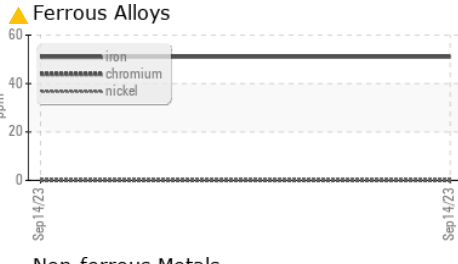 Ferrous Alloys
60
iron
chromium
nickel
40
ppm
20
0
Sep14/23
Sep14/23
Non-ferrous Metals